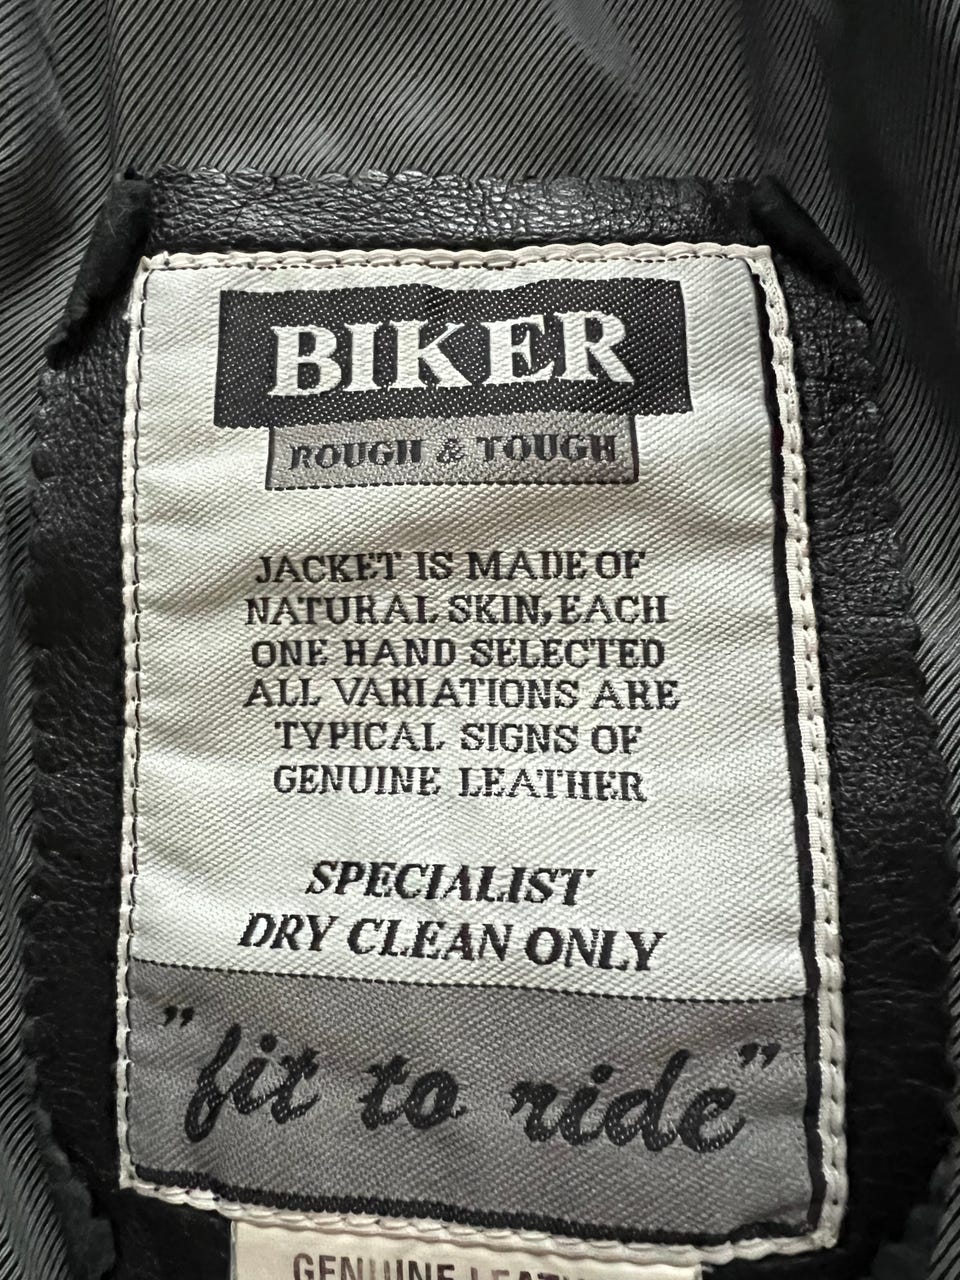 BIKER
ROUGH & TOUGH
JACKET IS MADE OF
NATURAL SKIN, EACH
ONE HAND SELECTED
ALL VARIATIONS ARE
TYPICAL SIGNS OF
GENUINE LEATHER
SPECIALIST
DRY CLEAN ONLY
"fit to ride"
GENUINE